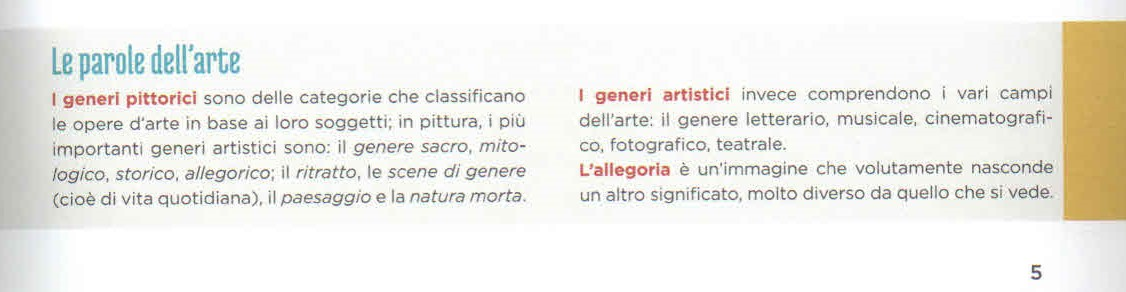 Le parole dell'arte
I generi pittorici sono delle categorie che classificano
le opere d'arte in base ai loro soggetti; in pittura, i più
importanti generi artistici sono: il genere sacro, mito-
logico, storico, allegorico; il ritratto, le scene di genere
(cioè di vita quotidiana), il paesaggio e la natura morta.
I generi artistici invece comprendono i vari campi
dell'arte: il genere letterario, musicale, cinematografi-
co, fotografico, teatrale.
L'allegoria è un'immagine che volutamente nasconde
un altro significato, molto diverso da quello che si vede.
5